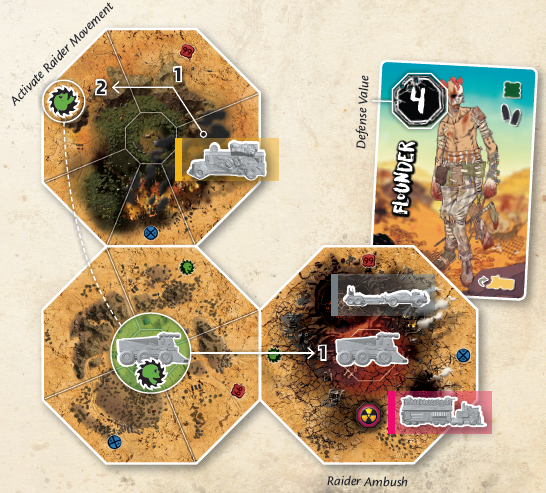 Activate Raider Movement
2
1
Defense Value
4
FLOUNDER
1
Raider Ambush